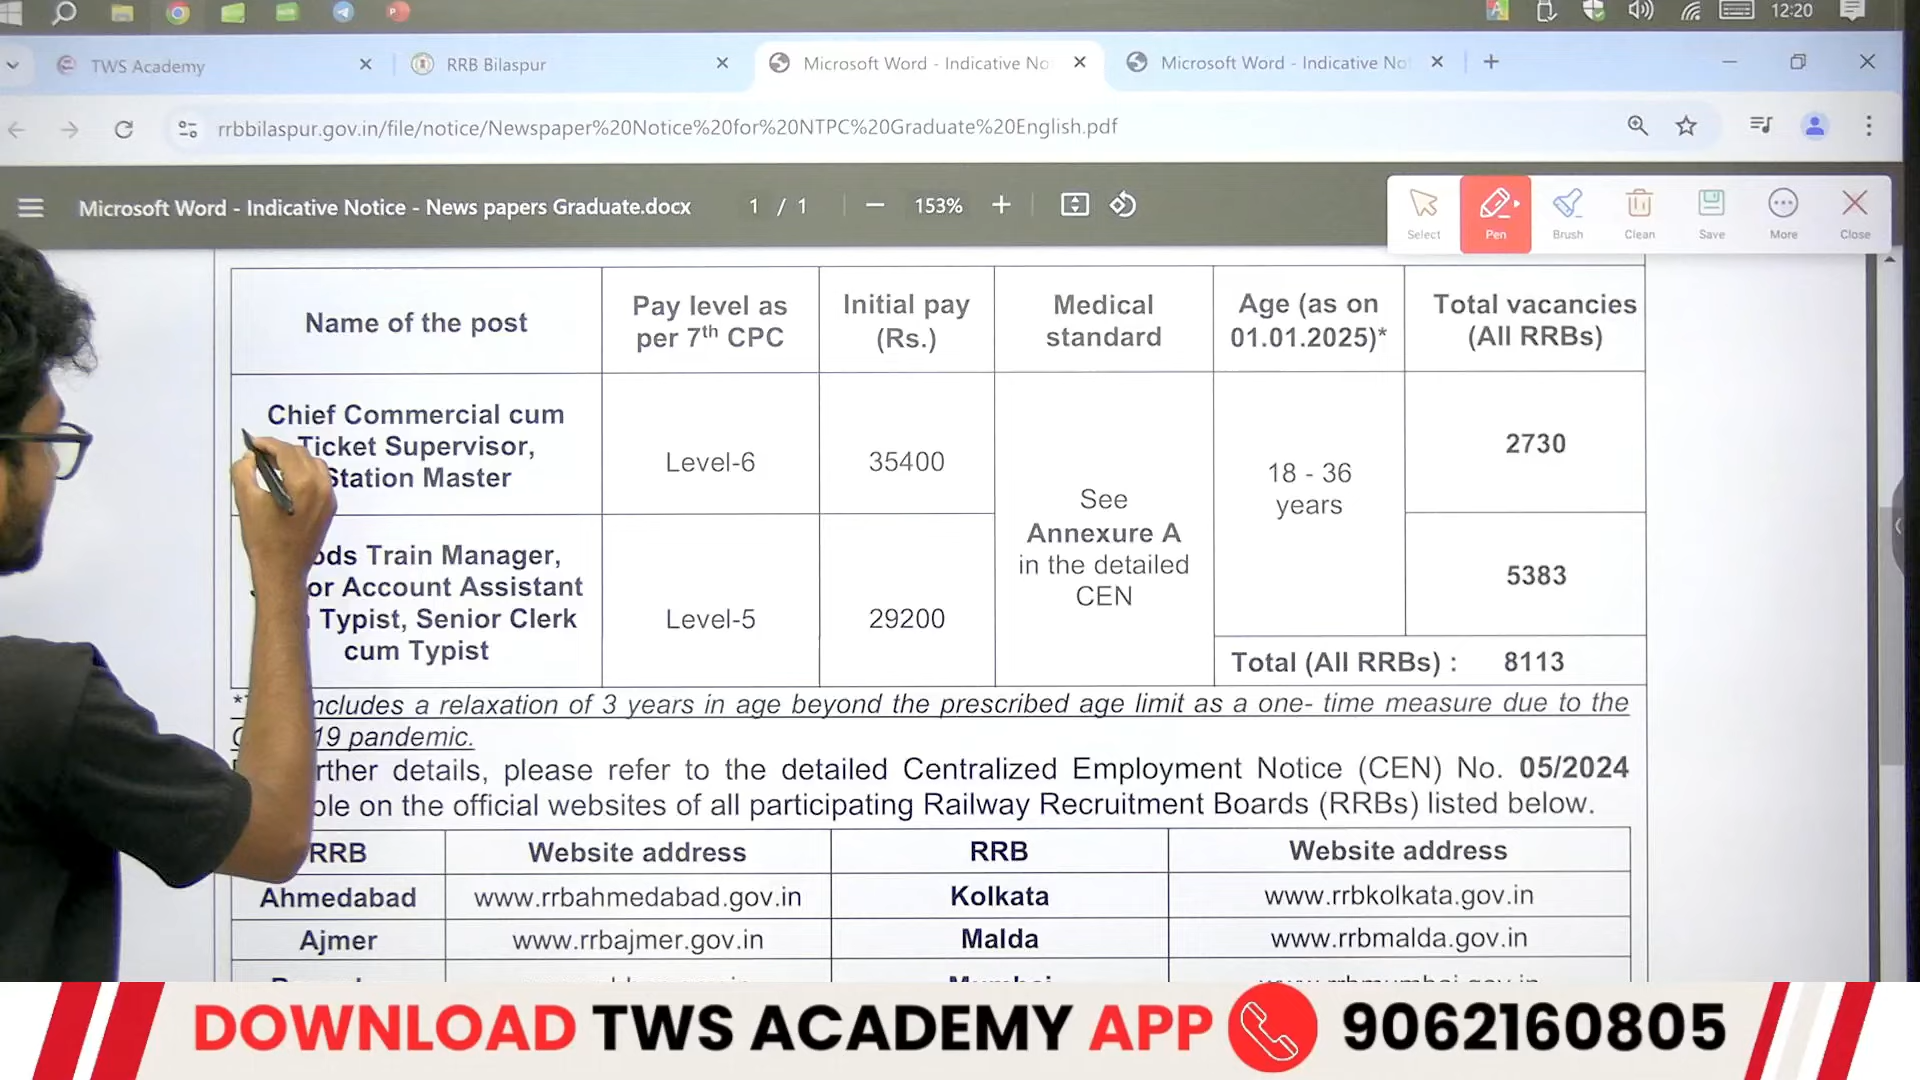 12:20
TWS Academy
RRB Bilaspur
Microsoft Word - Indicative No
Microsoft Word - Indicative No
rrbbilaspur.gov.in/file/notice/Newspaper%20Notice%20for%20NTPC%20Graduate%20English.pdf
Microsoft Word - Indicative Notice - News papers Graduate.docx
1 / 1
153%
Select
Pen
Brush
Clean
Save
More
Close
Name of the post
Pay level as
per 7th CPC
Initial pay
(Rs.)
Medical
standard
Age (as on
01.01.2025)*
Total vacancies
(All RRBs)
Chief Commercial cum
Ticket Supervisor,
Station Master
Level-6
35400
See
Annexure A
in the detailed
CEN
18 - 36
years
2730
ods Train Manager,
or Account Assistant
Typist, Senior Clerk
cum Typist
Level-5
29200
5383
Total (All RRBs) : 8113
ncludes a relaxation of 3 years in age beyond the prescribed age limit as a one- time measure due to the
19 pandemic.
rther details, please refer to the detailed Centralized Employment Notice (CEN) No. 05/2024
ble on the official websites of all participating Railway Recruitment Boards (RRBs) listed below.
RRB
Website address
RRB
Website address
Ahmedabad
www.rrbahmedabad.gov.in
Kolkata
www.rrbkolkata.gov.in
Ajmer
www.rrbajmer.gov.in
Malda
www.rrbmalda.gov.in
Mumbai
www.rrbmumbai.gov.in
DOWNLOAD TWS ACADEMY APP 9062160805